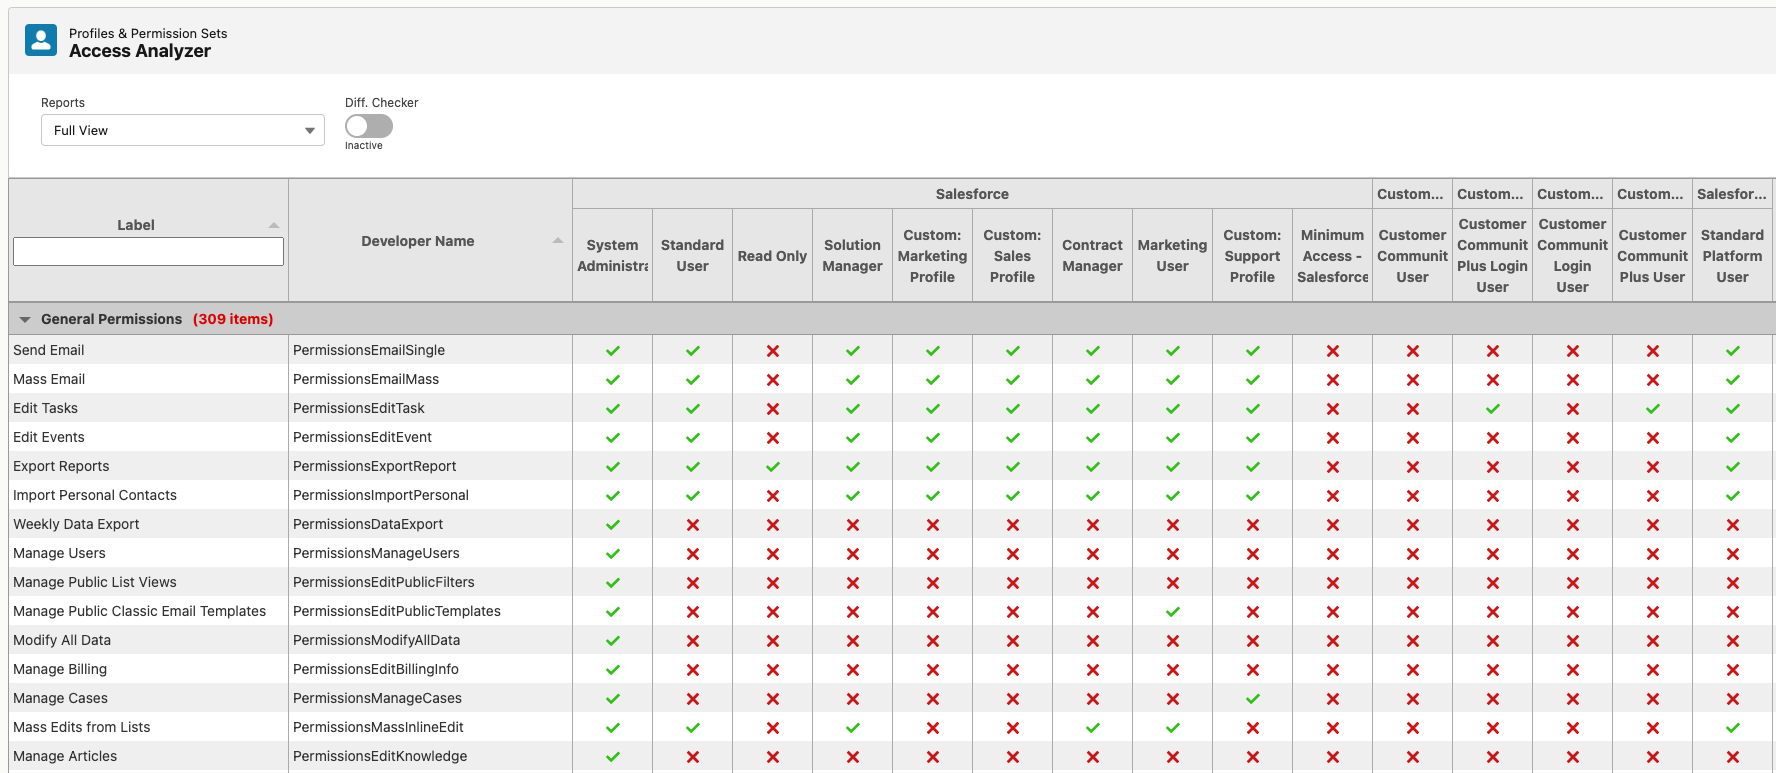 Profiles & Permission Sets
Access Analyzer
Reports
Diff. Checker
Full View
Inactive
Salesforce
Custom...
Custom...
Custom...
Custom...
Salesfor...
Label
Developer Name
System
Administra
Standard
User
Read Only
Solution
Manager
Custom:
Marketing
Profile
Custom:
Sales
Profile
Contract
Manager
Marketing
User
Custom:
Support
Profile
Minimum
Access -
Salesforce
Customer
Communit
User
Customer
Communit
Plus Login
User
Customer
Communit
Login
User
Customer
Communit
Plus User
Standard
Platform
User
General Permissions (309 items)
Send Email PermissionsEmailSingle
Mass Email PermissionsEmailMass
Edit Tasks PermissionsEditTask
Edit Events PermissionsEditEvent
Export Reports PermissionsExportReport
Import Personal Contacts PermissionsImportPersonal
Weekly Data Export PermissionsDataExport
Manage Users PermissionsManageUsers
Manage Public List Views PermissionsEditPublicFilters
Manage Public Classic Email Templates PermissionsEditPublicTemplates
Modify All Data PermissionsModifyAllData
Manage Billing PermissionsEditBillingInfo
Manage Cases PermissionsManageCases
Mass Edits from Lists PermissionsMassInlineEdit
Manage Articles PermissionsEditKnowledge